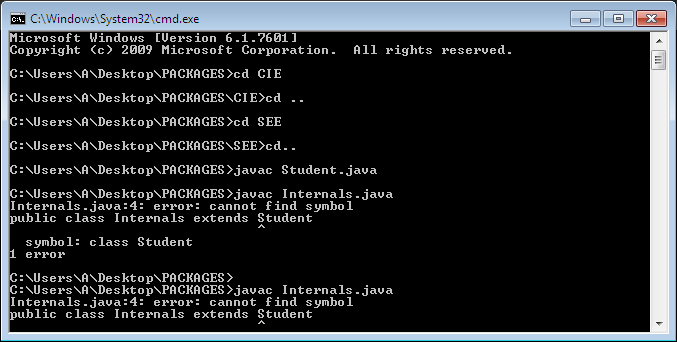 C:\Windows\System32\cmd.exe
Microsoft Windows [Version 6.1.7601]
Copyright (c) 2009 Microsoft Corporation.  All rights reserved.
C:\Users\A\Desktop\PACKAGES>cd CIE
C:\Users\A\Desktop\PACKAGES\CIE>cd ..
C:\Users\A\Desktop\PACKAGES>cd SEE
C:\Users\A\Desktop\PACKAGES\SEE>cd..
C:\Users\A\Desktop\PACKAGES>javac Student.java
C:\Users\A\Desktop\PACKAGES>javac Internals.java
Internals.java:4: error: cannot find symbol
public class Internals extends Student
^
symbol: class Student
1 error
C:\Users\A\Desktop\PACKAGES>
C:\Users\A\Desktop\PACKAGES>javac Internals.java
Internals.java:4: error: cannot find symbol
public class Internals extends Student
^